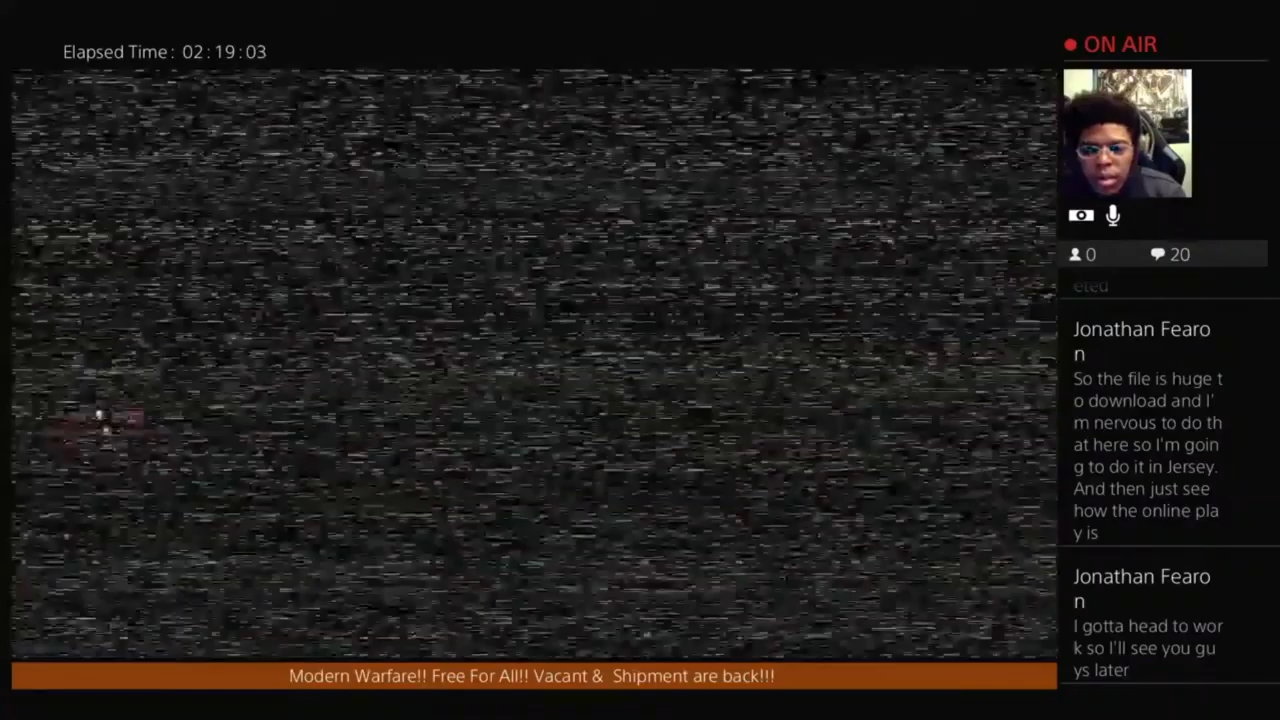 Elapsed Time: 02:19:03
ON AIR
0
20
eted
Jonathan Fearo
n
So the file is huge t
o download and I'
m nervous to do th
at here so I'm goin
g to do it in Jersey.
And then just see
how the online pla
y is
Jonathan Fearo
n
I gotta head to wor
k so I'll see you gu
ys later
Modern Warfare!! Free For All!! Vacant & Shipment are back!!!